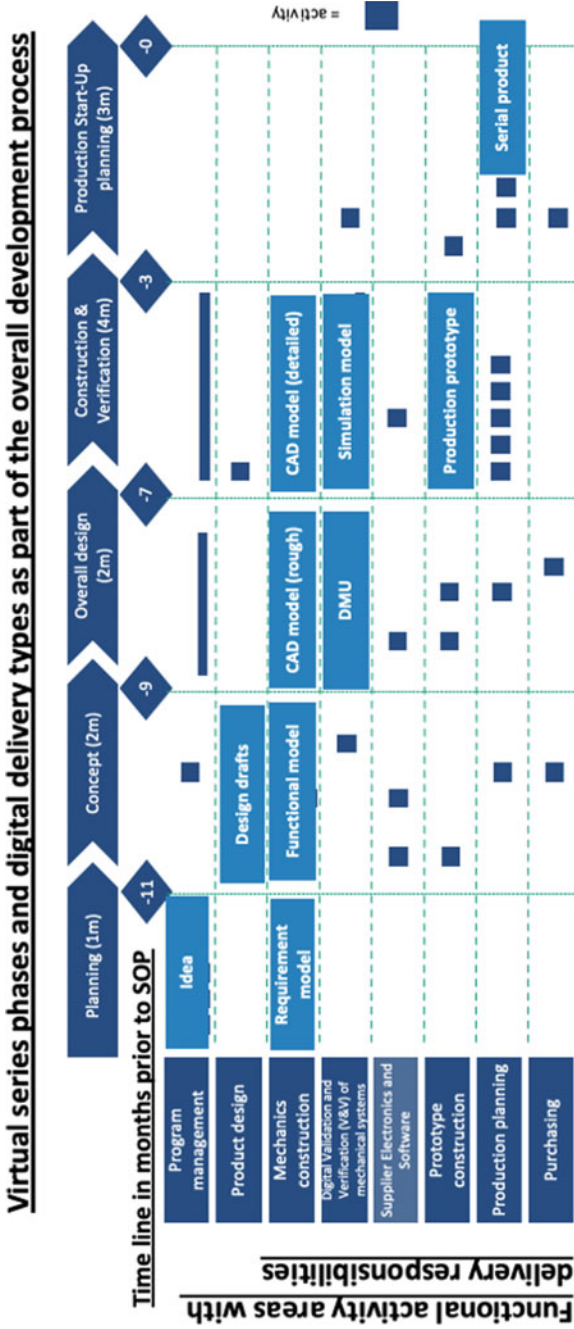 Virtual series phases and digital delivery types as part of the overall development process
Planning (1m)
Concept (2m)
Overall design
(2m)
Construction &
Verification (4m)
Production Start-Up
planning (3m)
Time line in months prior to SOP
-11
-9
-7
-3
-0
Functional activity areas with
delivery responsibilities
Program
management
Idea
Product design
Design drafts
Mechanics
construction
Requirement
model
Functional model
CAD model (rough)
CAD model (detailed)
Digital Validation and
Verification (V&V) of
mechanical systems
DMU
Simulation model
Supplier Electronics and
Software
Prototype
construction
Production prototype
Production planning
Serial product
Purchasing
= activity